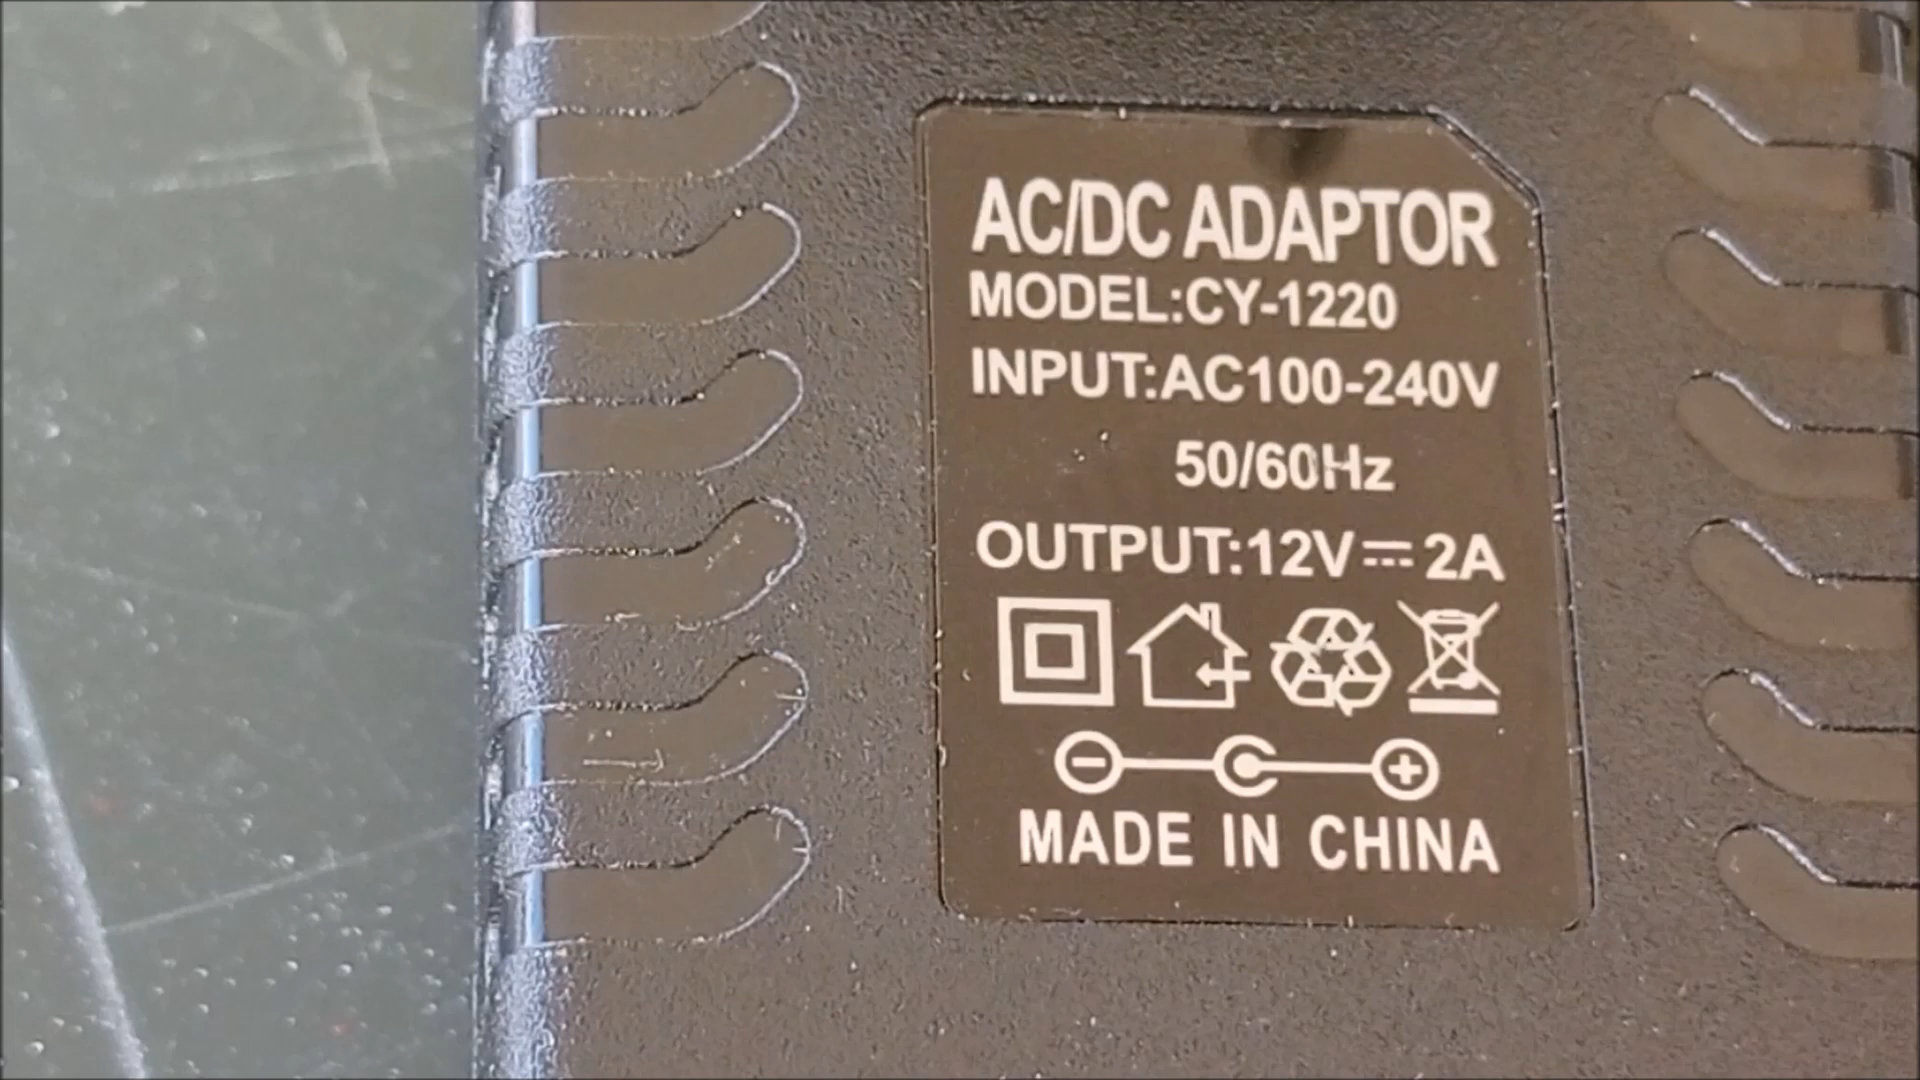 AC/DC ADAPTOR
MODEL:CY-1220
INPUT:AC100-240V
50/60Hz
OUTPUT:12V⎓2A
MADE IN CHINA